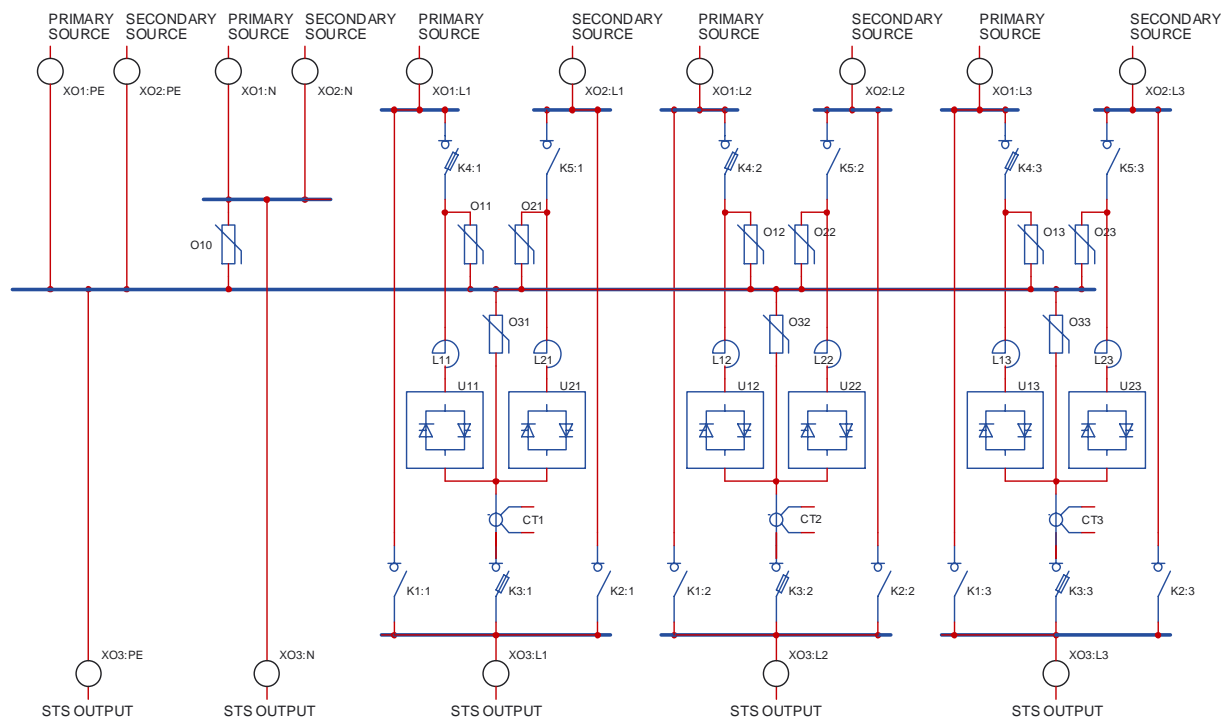 PRIMARY SOURCE
SECONDARY SOURCE
PRIMARY SOURCE
SECONDARY SOURCE
PRIMARY SOURCE
SECONDARY SOURCE
PRIMARY SOURCE
SECONDARY SOURCE
PRIMARY SOURCE
SECONDARY SOURCE
XO1:PE
XO2:PE
XO1:N
XO2:N
XO1:L1
XO2:L1
XO1:L2
XO2:L2
XO1:L3
XO2:L3
K4:1
K5:1
K4:2
K5:2
K4:3
K5:3
O10
O11
O21
O12
O22
O13
O23
O31
O32
O33
L11
L21
L12
L22
L13
L23
U11
U21
U12
U22
U13
U23
CT1
CT2
CT3
K1:1
K3:1
K2:1
K1:2
K3:2
K2:2
K1:3
K3:3
K2:3
XO3:PE
XO3:N
XO3:L1
XO3:L2
XO3:L3
STS OUTPUT
STS OUTPUT
STS OUTPUT
STS OUTPUT
STS OUTPUT